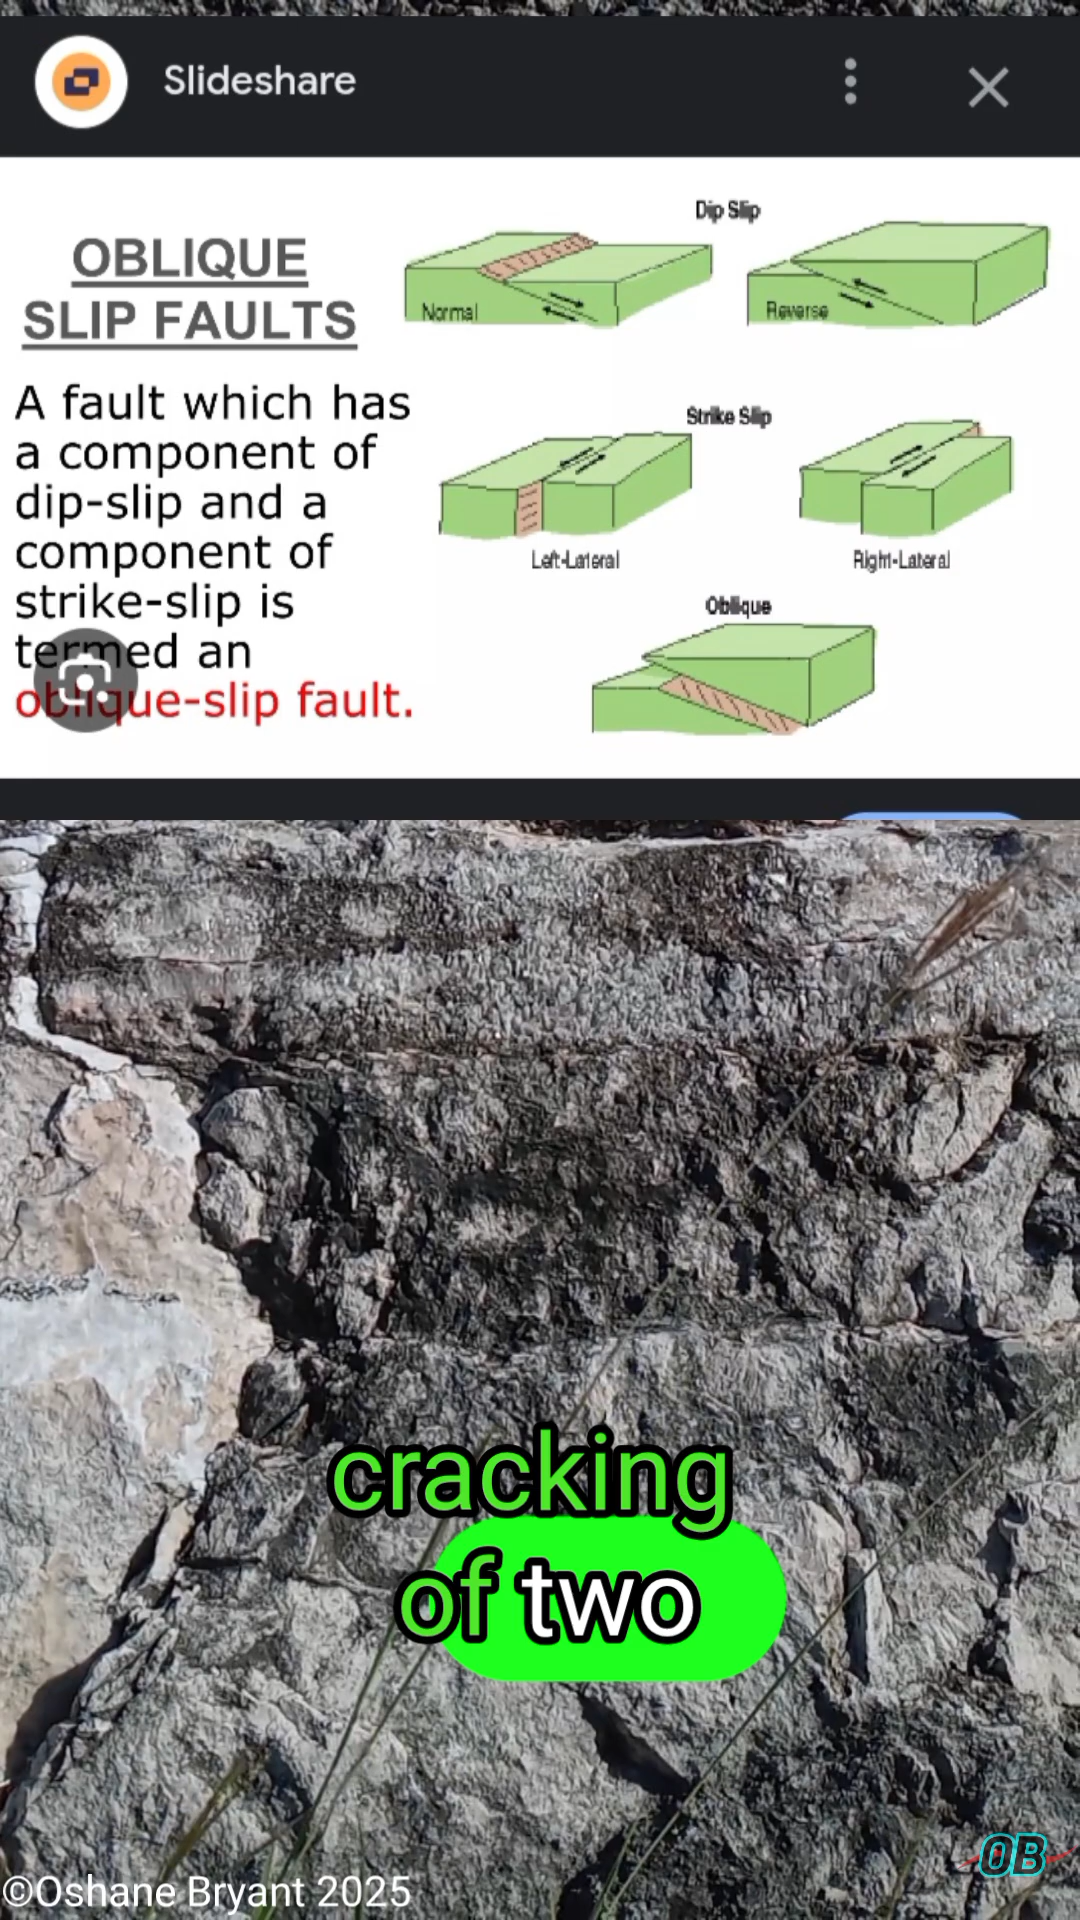 Slideshare
OBLIQUE
SLIP FAULTS
A fault which has
a component of
dip-slip and a
component of
strike-slip is
termed an
oblique-slip fault.
Dip Slip
Normal
Reverse
Strike Slip
Left-Lateral
Right-Lateral
Oblique
cracking
of two
OB
©Oshane Bryant 2025